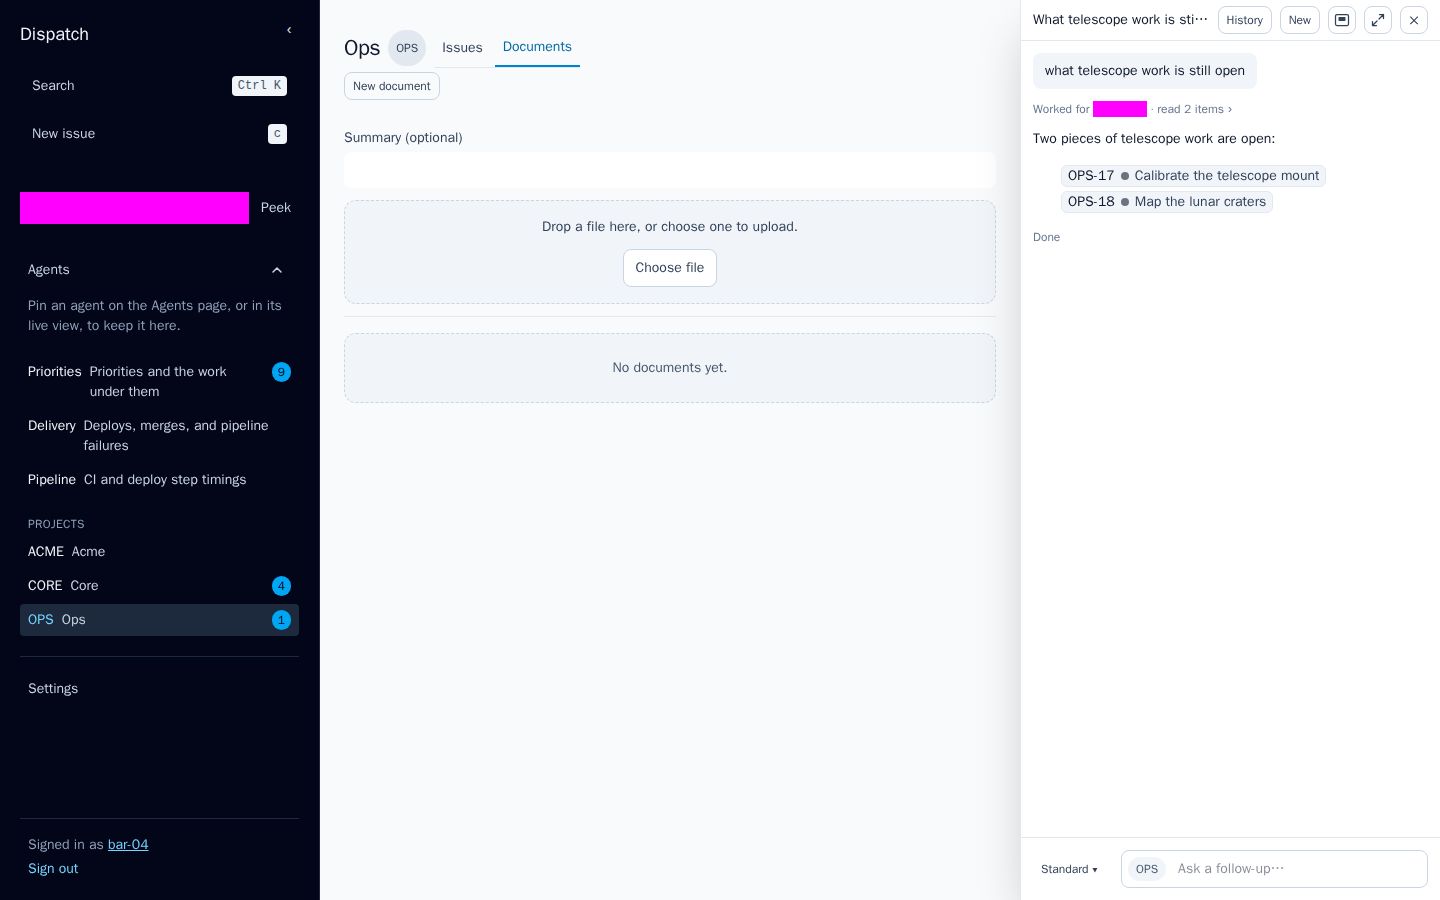 Dispatch
Search
Ctrl K
New issue
c
Peek
Agents
Pin an agent on the Agents page, or in its
live view, to keep it here.
Priorities Priorities and the work
under them
9
Delivery Deploys, merges, and pipeline
failures
Pipeline CI and deploy step timings
PROJECTS
ACME Acme
CORE Core 4
OPS Ops 1
Settings
Signed in as bar-04
Sign out
Ops OPS Issues Documents
New document
Summary (optional)
Drop a file here, or choose one to upload.
Choose file
No documents yet.
What telescope work is sti…
History
New
what telescope work is still open
Worked for · read 2 items ›
Two pieces of telescope work are open:
OPS-17 Calibrate the telescope mount
OPS-18 Map the lunar craters
Done
Standard
OPS Ask a follow-up…